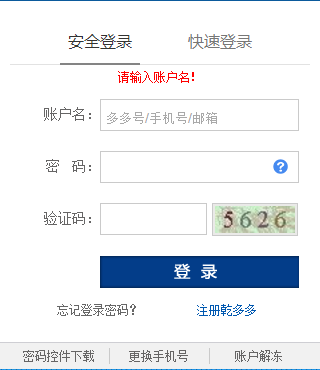 安全登录 快速登录
请输入账户名!
账户名： 多多号/手机号/邮箱
密 码： ?
验证码： 5626
登 录
忘记登录密码? 注册乾多多
密码控件下载 更换手机号 账户解冻